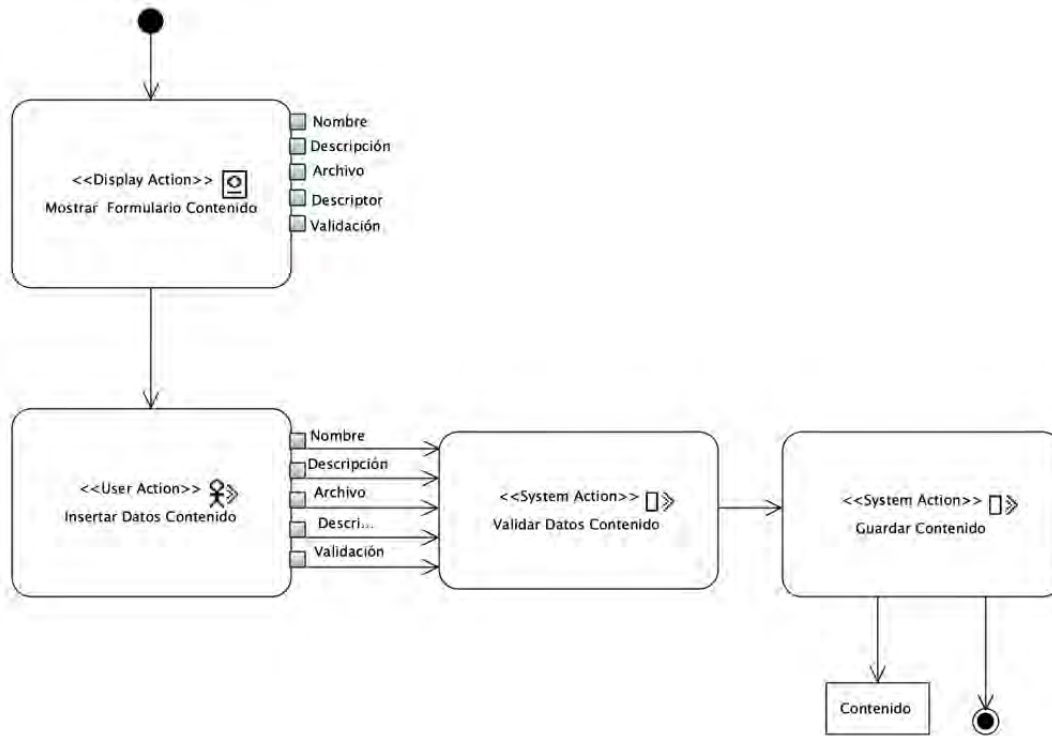 Nombre
Descripción
Archivo
Descriptor
Validación
<<Display Action>>
Mostrar Formulario Contenido
Nombre
Descripción
Archivo
Descri...
Validación
<<User Action>>
Insertar Datos Contenido
<<System Action>>
Validar Datos Contenido
<<System Action>>
Guardar Contenido
Contenido